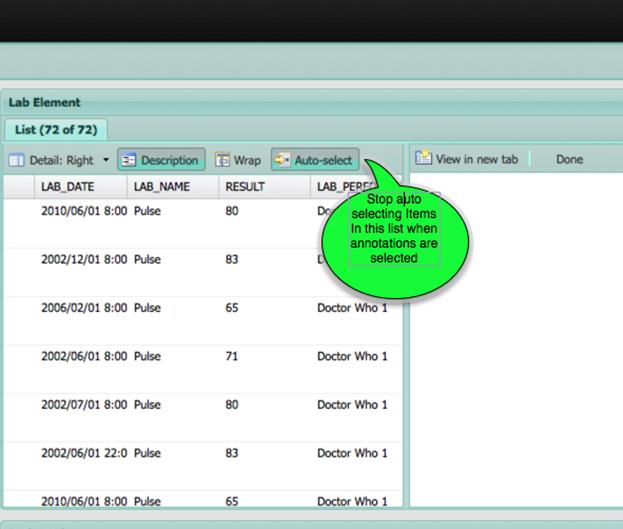 Lab Element
List (72 of 72)
Detail: Right Description Wrap Auto-select View in new tab Done
LAB_DATE LAB_NAME RESULT
2010/06/01 8:00 Pulse 80
2002/12/01 8:00 Pulse 83
2006/02/01 8:00 Pulse 65 Doctor Who 1
2002/06/01 8:00 Pulse 71 Doctor Who 1
2002/07/01 8:00 Pulse 80 Doctor Who 1
2002/06/01 22:0 Pulse 83 Doctor Who 1
2010/06/01 8:00 Pulse 65 Doctor Who 1
Stop auto
selecting Items
In this list when
annotations are
selected